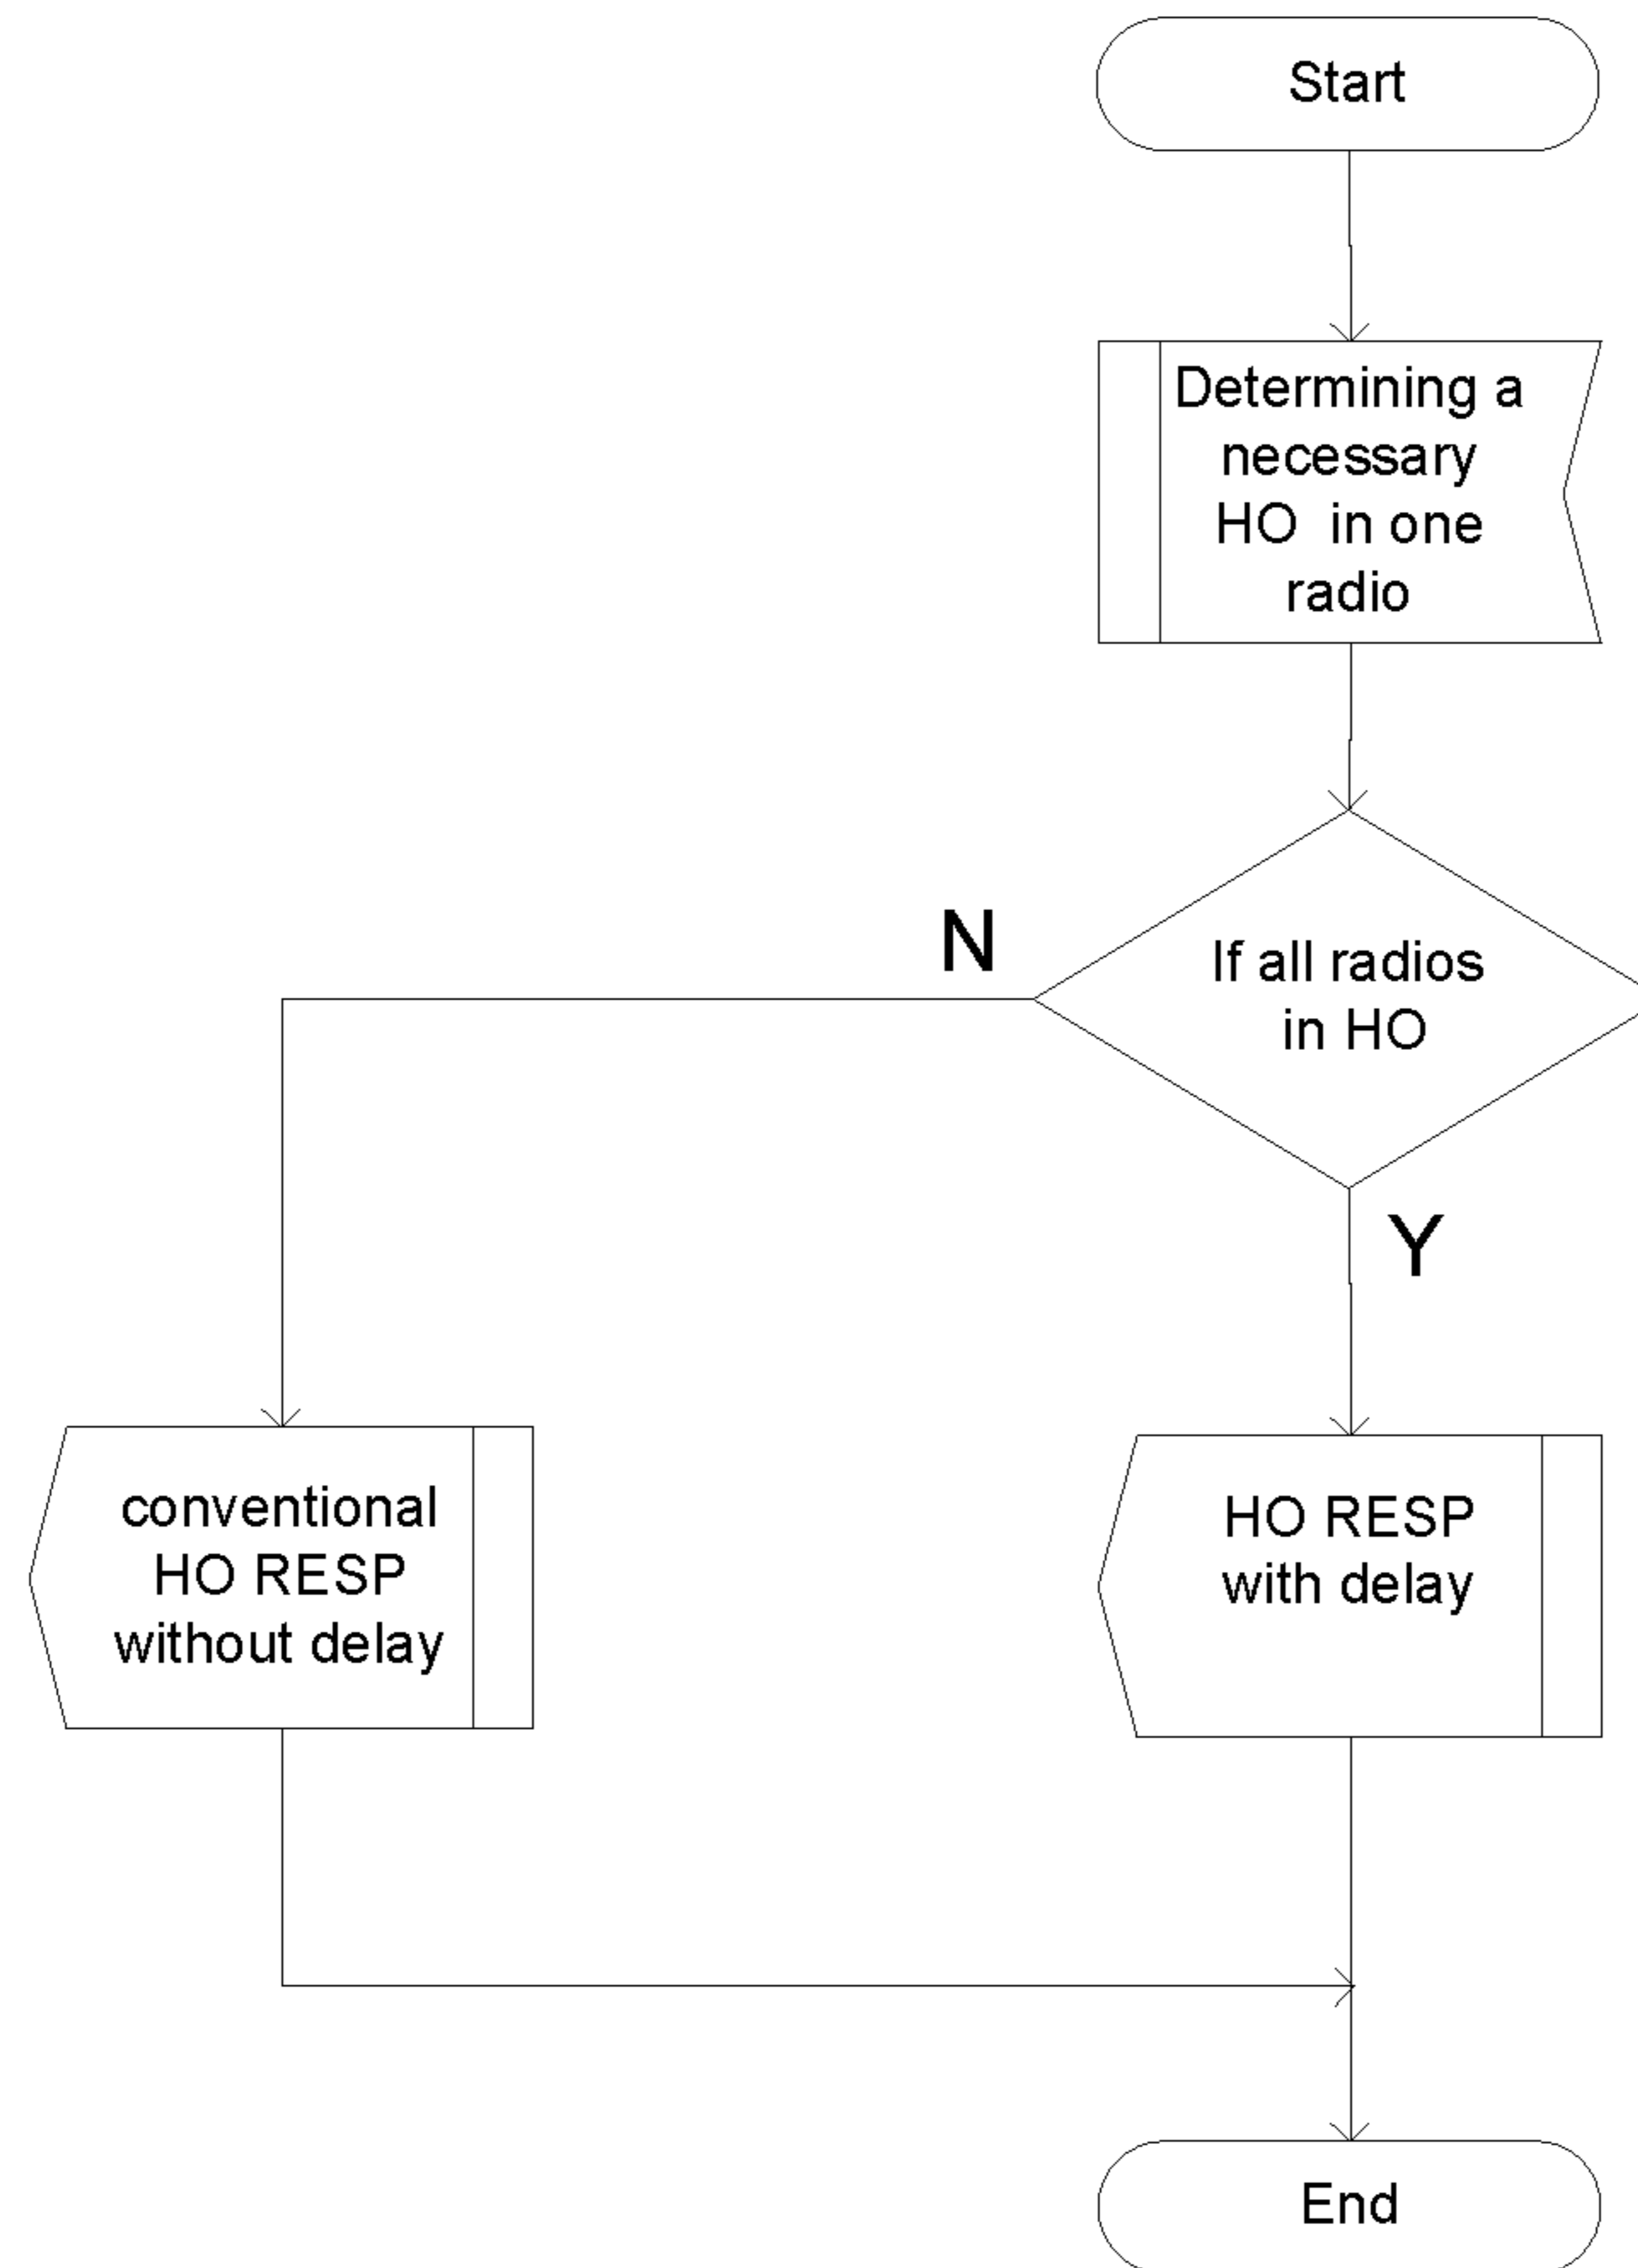 Start
Determining a
necessary
HO in one
radio
If all radios
in HO
N
Y
conventional
HO RESP
without delay
HO RESP
with delay
End